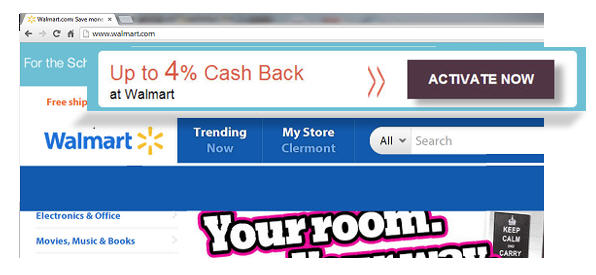 Walmart.com: Save mone
www.walmart.com
For the Sch
Up to 4% Cash Back
at Walmart
ACTIVATE NOW
Free ship
Walmart
Trending
Now
My Store
Clermont
All
Search
Electronics & Office
Movies, Music & Books
Your room.
KEEP
CALM
AND
CARRY